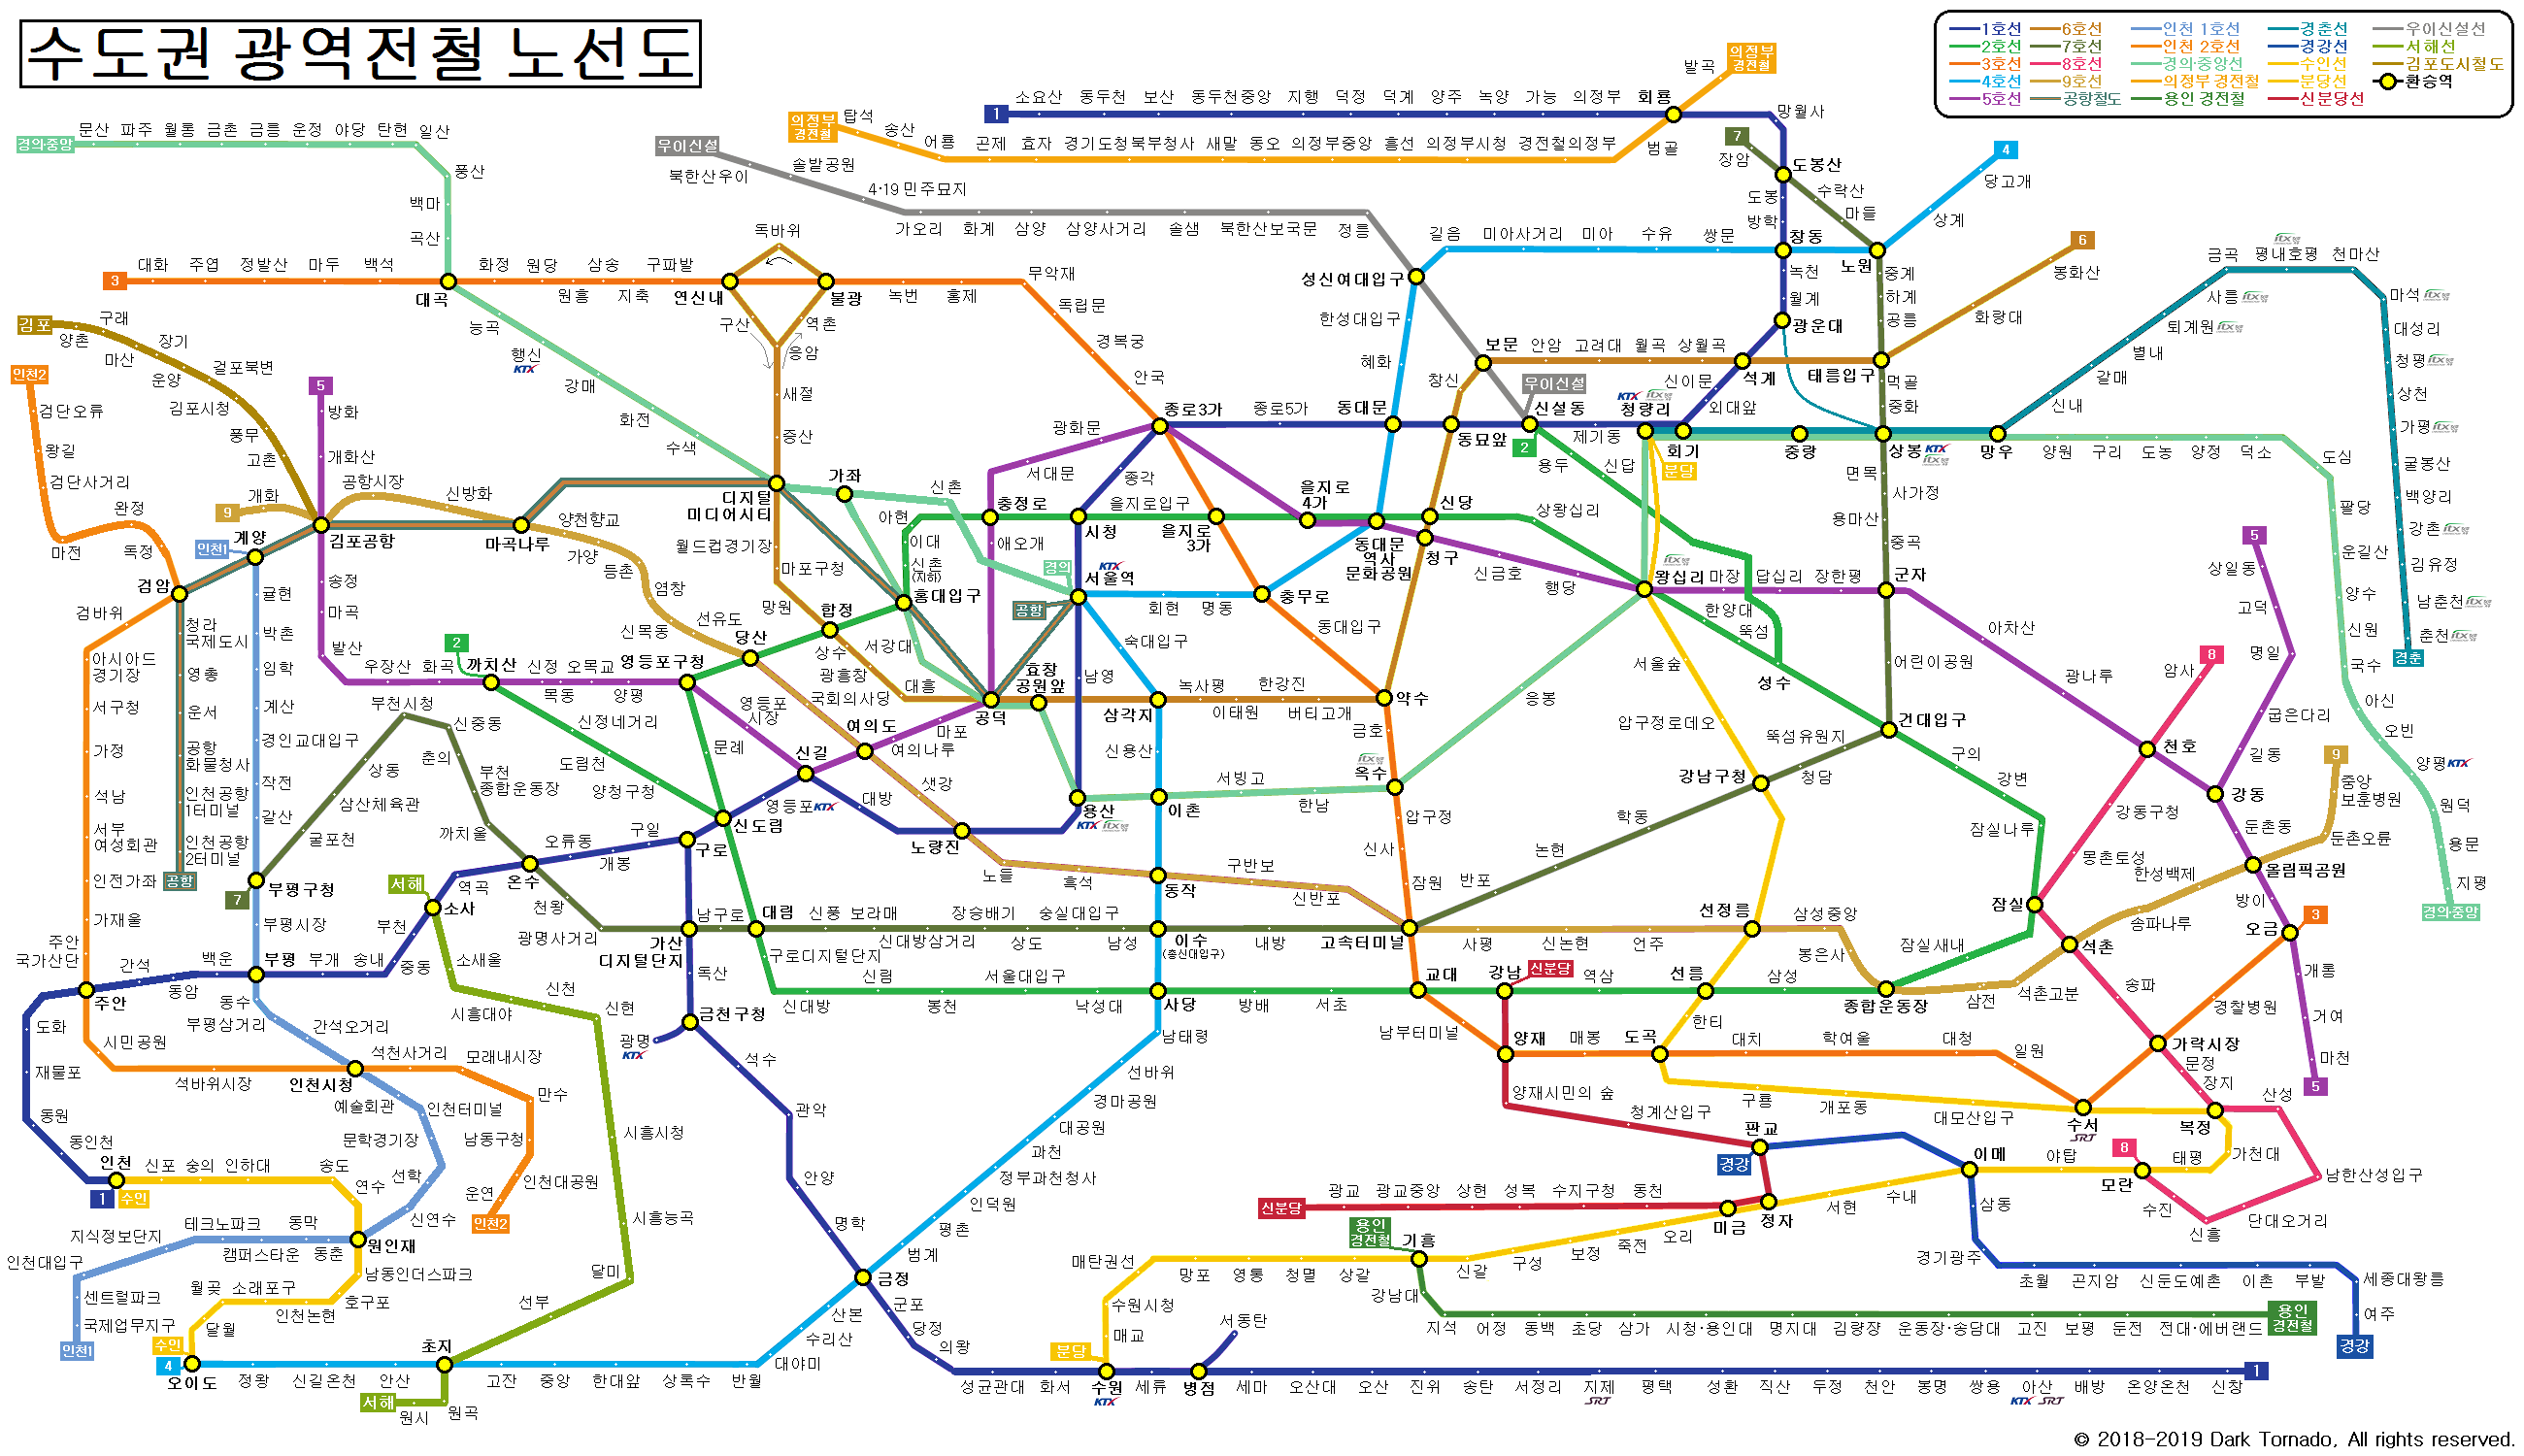 수도권 광역전철 노선도
1호선 6호선 인천 1호선 경춘선 우이신설선
2호선 7호선 인천 2호선 경강선 서해선
3호선 8호선 경의·중앙선 수인선 김포도시철도
4호선 9호선 의정부 경전철 분당선 환승역
5호선 공항철도 용인 경전철 신분당선
의정부 경전철
발곡
1 소요산 동두천 보산 동두천중앙 지행 덕정 덕계 양주 녹양 가능 의정부 회룡 망월사
의정부 경전철 탑석 송산 어룡 곤제 효자 경기도청북부청사 새말 동오 의정부중앙 흥선 의정부시청 경전철의정부 범골
경의중앙 문산 파주 월롱 금촌 금릉 운정 야당 탄현 일산 풍산 백마 곡산
우이신설 북한산우이 솔밭공원 4·19 민주묘지
가오리 화계 삼양 삼양사거리 솔샘 북한산보국문 정릉
7 장암 도봉산 수락산 마들 도봉 방학
4 당고개 상계
길음 미아사거리 미아 수유 쌍문 창동 노원
성신여대입구 한성대입구 혜화
녹천 월계 광운대
중계 하계 공릉 태릉입구 먹골 중화
6 봉화산 화랑대
3 대화 주엽 정발산 마두 백석 대곡 화정 원당 삼송 구파발 원흥 지축 연신내 불광 녹번 홍제 무악재 독립문 경복궁 안국
독바위 구산 역촌 응암 새절 증산
능곡 행신 KTX 강매 화전 수색
김포 양촌 구래 마산 장기 운양 걸포북변 김포시청 풍무 고촌
인천2 검단오류 왕길 검단사거리 마전 완정 독정 검암
5 방화 개화산 김포공항 송정 마곡 발산
9 개화 공항시장 신방화 마곡나루 양천향교 가양 등촌 염창 신목동 선유도 당산
인천1 계양 귤현 박촌 임학 계산 경인교대입구 작전 갈산 부평구청 부평시장 부평
보문 안암 고려대 월곡 상월곡 석계 창신
신이문 외대앞
금곡 평내호평 천마산 사릉 퇴계원 별내 갈매 신내
마석 대성리 청평 상천 가평 굴봉산 백양리 강촌 김유정 남춘천 춘천 경춘
종로3가 종로5가 동대문 동묘앞 우이신설 신설동 제기동 청량리 KTX 회기 중랑 상봉 KTX 망우
2 용두 신답 분당
양원 구리 도농 양정 덕소 도심 팔당 운길산 양수 신원 국수 아신 오빈 양평 KTX 원덕 용문 지평 경의중앙
광화문 서대문 종각
디지털 미디어시티 가좌 신촌 아현 이대 신촌 (지하) 홍대입구
월드컵경기장 마포구청 망원 합정 상수 광흥창 대흥 서강대
충정로 애오개 시청 을지로입구 을지로3가 을지로4가 동대문 역사 문화공원 신당 청구 상왕십리
경의 서울역 KTX 공항 회현 명동 충무로 동대입구
신금호 행당 왕십리 마장 답십리 장한평 군자
한양대 뚝섬 성수
면목 사가정 용마산 중곡 어린이공원
아차산 광나루 천호 강동
5 상일동 고덕 명일 굽은다리 길동
8 암사 강동구청 몽촌토성
검바위 아시아드 경기장 서구청 가정 석남 서부 여성회관 인천가좌 가재울 주안 국가산단 주안
청라 국제도시 영종 운서 공항 화물청사 인천공항 1터미널 인천공항 2터미널 공항
2 까치산 우장산 화곡 신정 오목교 목동 양평 영등포구청
신정네거리 도림천 양청구청 신도림 문래
영등포 시장 신길 국회의사당 여의도 여의나루 마포 공덕 효창 공원앞
숙대입구 남영 삼각지 녹사평 이태원 한강진 버티고개 약수
신용산 이촌 용산 KTX 서빙고 한남 옥수 응봉
금호 압구정 신사 잠원
서울숲 압구정로데오 강남구청 뚝섬유원지 청담 건대입구 구의 강변 잠실나루 잠실
부천시청 신중동 춘의 부천 종합운동장 상동 삼산체육관 굴포천 까치울
7 온수 오류동 개봉 구일 구로 천왕 광명사거리
서해 소사 역곡 부천 중동 송내 부개 백운 동암 간석
영등포 KTX 대방 샛강 노량진 노들 흑석 동작 구반포 신반포
가산 디지털단지 남구로 대림 신풍 보라매 신대방삼거리 장승배기 상도 숭실대입구 남성 이수 (총신대입구) 내방 고속터미널
반포 논현 학동
사평 신논현 언주 선정릉 삼성중앙 봉은사
독산 금천구청 광명 KTX
구로디지털단지 신대방 신림 봉천 서울대입구 낙성대 사당 방배 서초 교대 강남 신분당 역삼 선릉 삼성 종합운동장 잠실새내
9 중앙 보훈병원 둔촌오륜 둔촌동 올림픽공원 한성백제 송파나루 석촌 석촌고분 삼전
방이 오금 3 개롱 거여 마천 5
송파 경찰병원 가락시장 문정 장지 복정 산성 남한산성입구 단대오거리 신흥 수진 모란 8
남부터미널 양재 매봉 도곡 한티 대치 학여울 대청 일원 수서 SRT
구룡 개포동 대모산입구
양재시민의 숲 청계산입구 판교 경강 이매 야탑 태평 가천대
삼동 경기광주 초월 곤지암 신둔도예촌 이촌 부발 세종대왕릉 여주 경강
신분당 광교 광교중앙 상현 성복 수지구청 동천 미금 정자 서현 수내
도화 제물포 동원 동인천 인천 1 수인
시민공원 석바위시장 인천시청 석천사거리 모래내시장 만수 남동구청 인천대공원 운연 인천2
동수 부평삼거리 간석오거리 예술회관 인천터미널 문학경기장 선학 신연수 원인재
신포 숭의 인하대 송도 연수
동춘 동막 캠퍼스타운 테크노파크 지식정보단지 인천대입구 센트럴파크 국제업무지구 인천1
남동인더스파크 호구포 인천논현 소래포구 월곶 달월 수인
소새울 시흥대야 신천 신현 시흥시청 시흥능곡 달미 선부 초지 원곡 원시 서해
석수 관악 안양 명학 금정 군포 당정 의왕
남태령 선바위 경마공원 대공원 과천 정부과천청사 인덕원 평촌 범계 산본 수리산 대야미
4 오이도 정왕 신길온천 안산 고잔 중앙 한대앞 상록수 반월
분당 매교 수원시청 매탄권선 망포 영통 청명 상갈 기흥 신갈 구성 보정 죽전 오리
용인 경전철 강남대 지석 어정 동백 초당 삼가 시청·용인대 명지대 김량장 운동장·송담대 고진 보평 둔전 전대·에버랜드 용인 경전철
성균관대 화서 수원 KTX 세류 병점 서동탄 세마 오산대 오산 진위 송탄 서정리 지제 SRT 평택 성환 직산 두정 천안 봉명 쌍용 아산 KTX SRT 배방 온양온천 신창 1
© 2018-2019 Dark Tornado, All rights reserved.